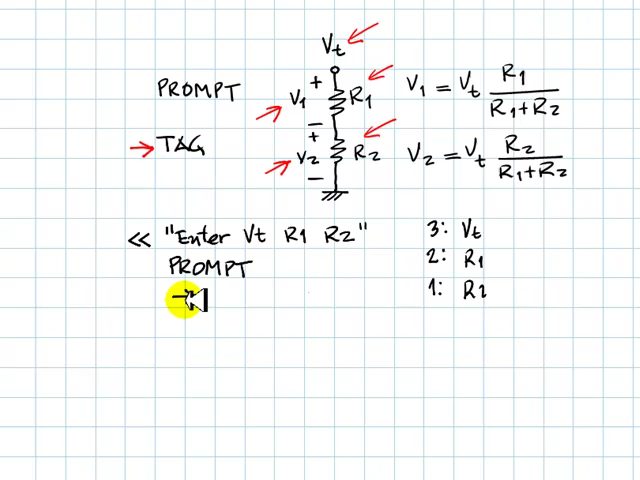 Vt
PROMPT
+
V1
R1
V1 = Vt R1 / (R1+R2)
−
→ TAG
+
V2
R2
V2 = Vt R2 / (R1+R2)
−
« "Enter Vt R1 R2"
PROMPT
→
3: Vt
2: R1
1: R2